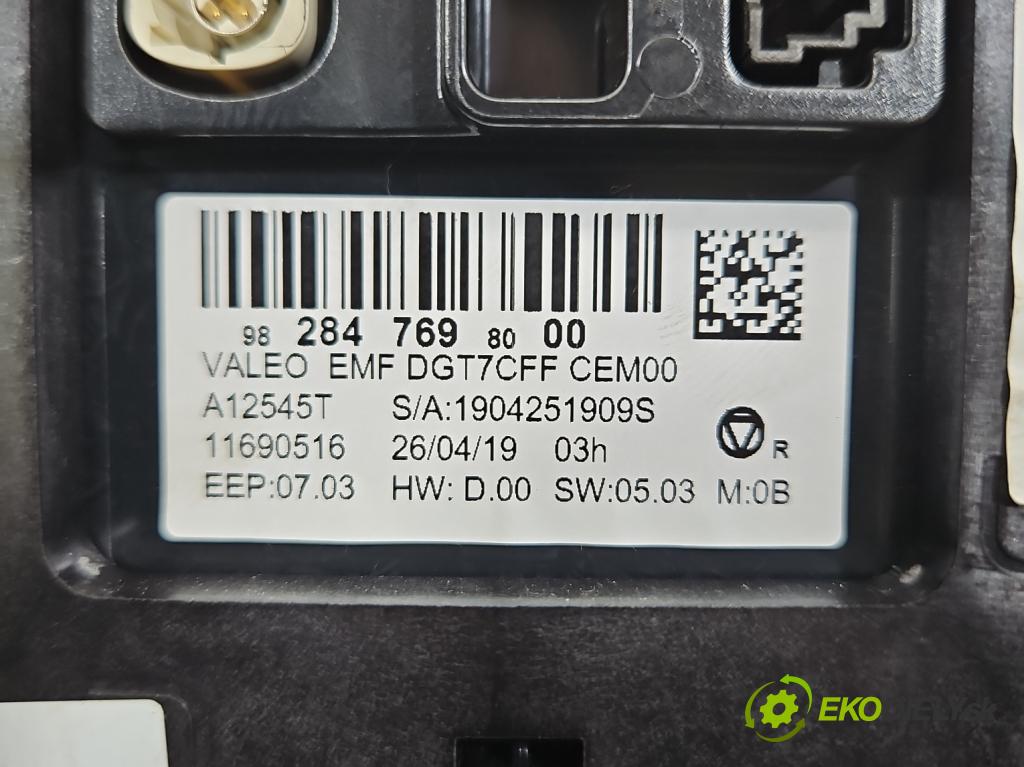 98 284 769 80 00
VALEO EMF DGT7CFF CEM00
A12545T S/A:1904251909S
11690516 26/04/19 03h
R
EEP:07.03 HW: D.00 SW:05.03 M:0B
EKO